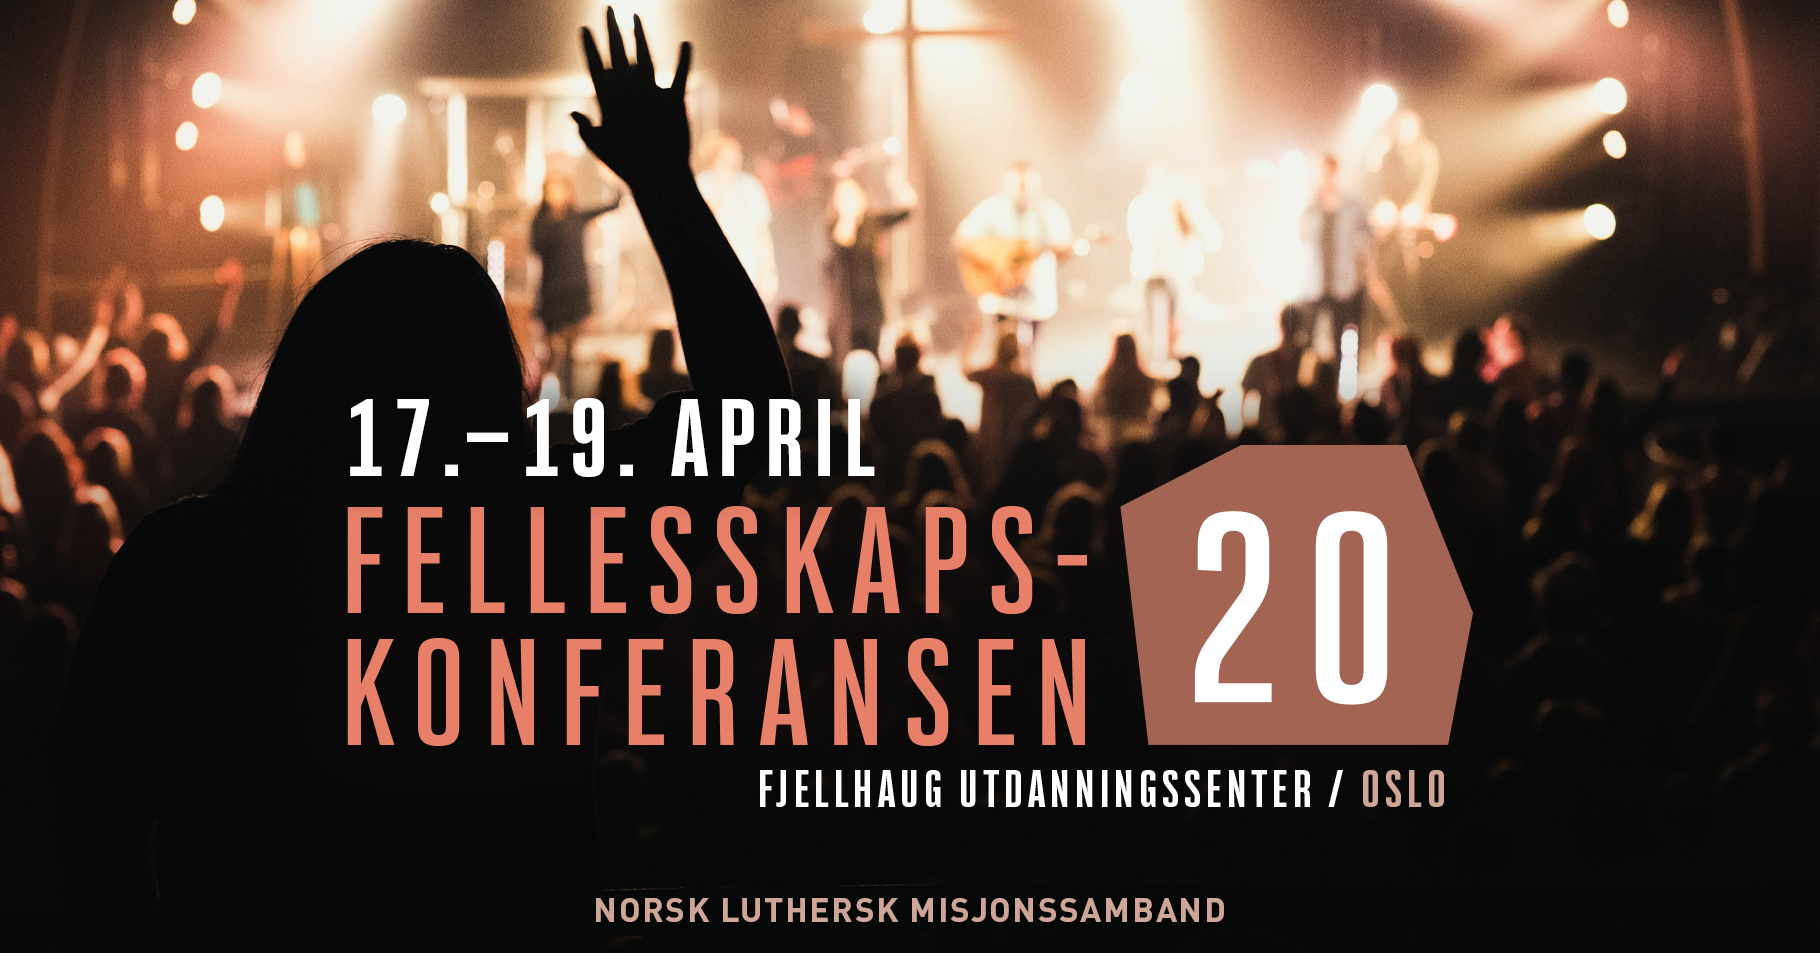 17.–19. APRIL
FELLESSKAPS-
KONFERANSEN
20
FJELLHAUG UTDANNINGSSENTER / OSLO
NORSK LUTHERSK MISJONSSAMBAND